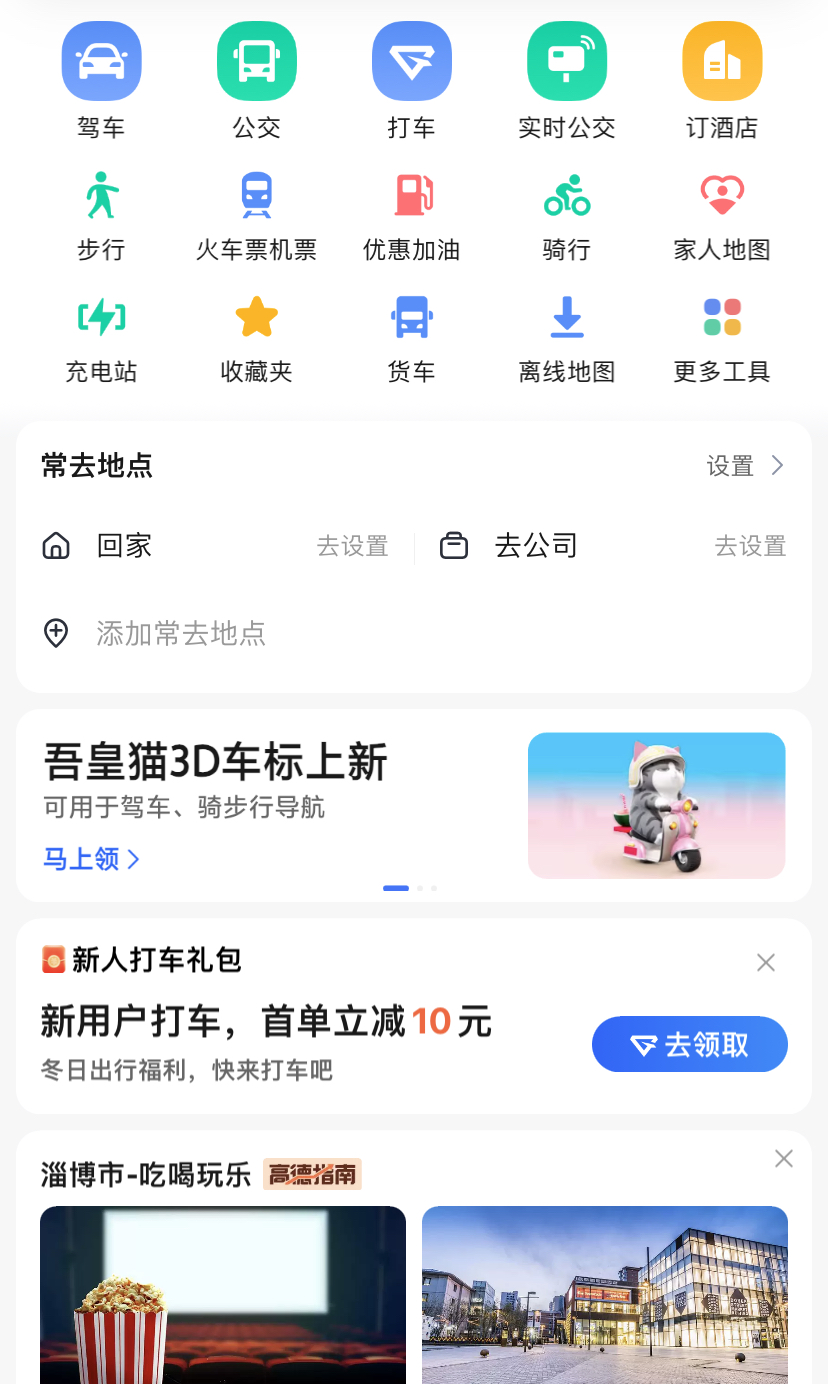 驾车
公交
打车
实时公交
订酒店
步行
火车票机票
优惠加油
骑行
家人地图
充电站
收藏夹
货车
离线地图
更多工具
常去地点
设置
回家
去设置
去公司
去设置
添加常去地点
吾皇猫3D车标上新
可用于驾车、骑步行导航
马上领
新人打车礼包
新用户打车，首单立减10元
冬日出行福利，快来打车吧
去领取
淄博市-吃喝玩乐
高德指南